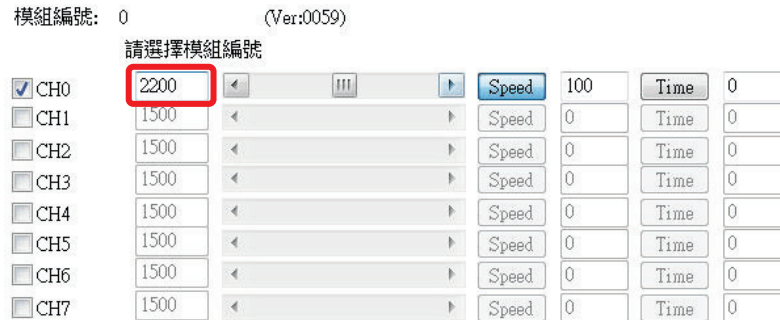 模組編號: 0 (Ver:0059)
請選擇模組編號
CH0 2200 Speed 100 Time 0
CH1 1500 Speed 0 Time 0
CH2 1500 Speed 0 Time 0
CH3 1500 Speed 0 Time 0
CH4 1500 Speed 0 Time 0
CH5 1500 Speed 0 Time 0
CH6 1500 Speed 0 Time 0
CH7 1500 Speed 0 Time 0